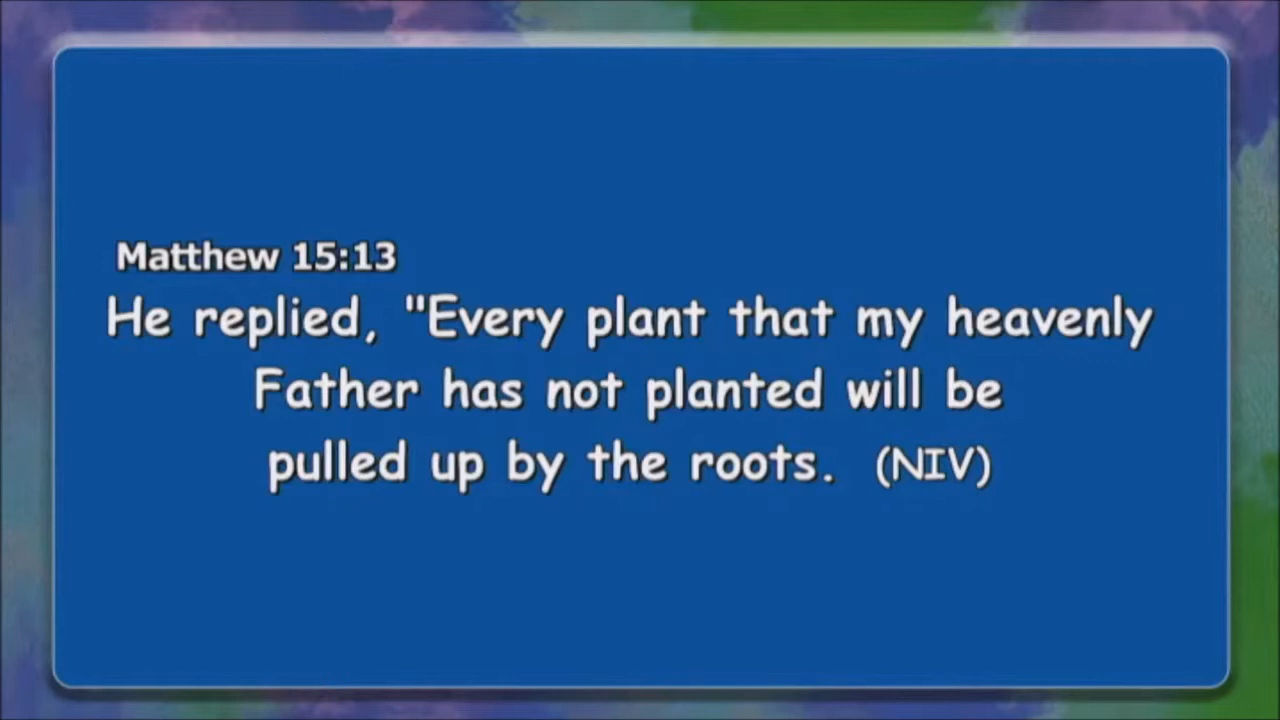 Matthew 15:13
He replied, "Every plant that my heavenly
Father has not planted will be
pulled up by the roots. (NIV)